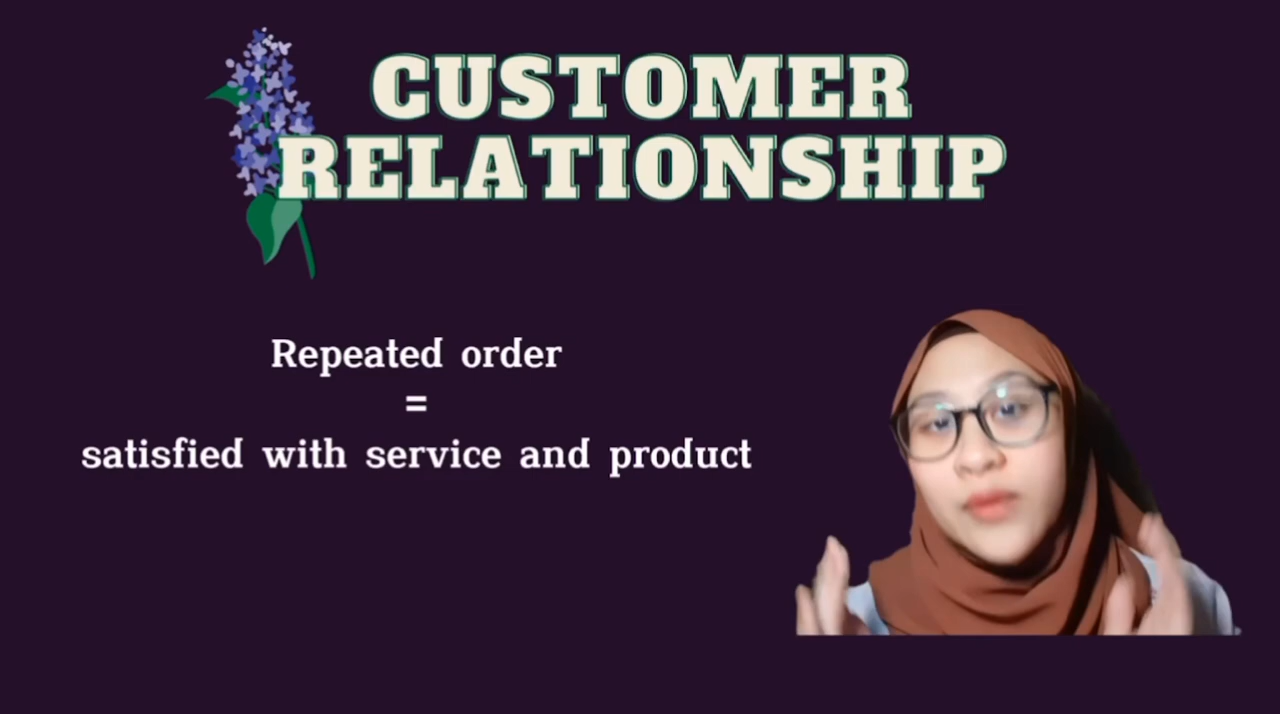 CUSTOMER
RELATIONSHIP
Repeated order
=
satisfied with service and product